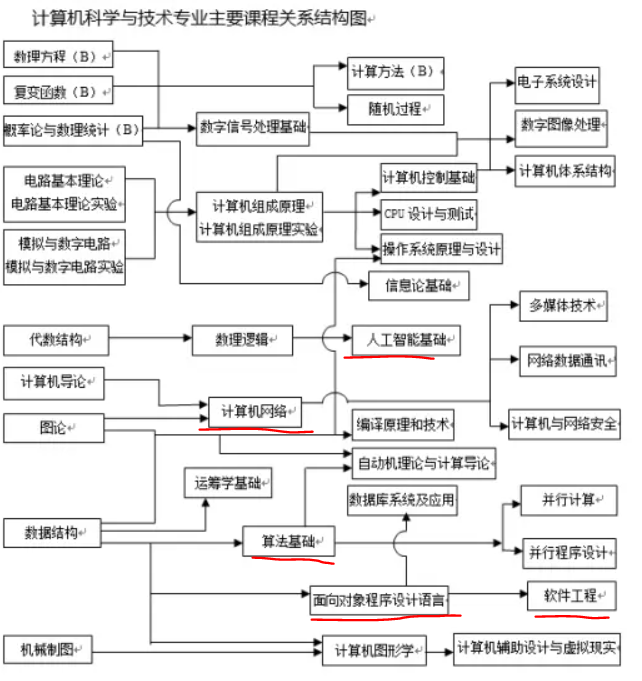 计算机科学与技术专业主要课程关系结构图
数理方程（B）
复变函数（B）
概率论与数理统计（B）
计算方法（B）
随机过程
数字信号处理基础
电子系统设计
数字图像处理
计算机体系结构
电路基本理论
电路基本理论实验
模拟与数字电路
模拟与数字电路实验
计算机组成原理
计算机组成原理实验
计算机控制基础
CPU 设计与测试
操作系统原理与设计
信息论基础
代数结构
数理逻辑
人工智能基础
多媒体技术
网络数据通讯
计算机与网络安全
计算机导论
图论
计算机网络
编译原理和技术
自动机理论与计算导论
运筹学基础
数据库系统及应用
数据结构
算法基础
并行计算
并行程序设计
面向对象程序设计语言
软件工程
机械制图
计算机图形学
计算机辅助设计与虚拟现实